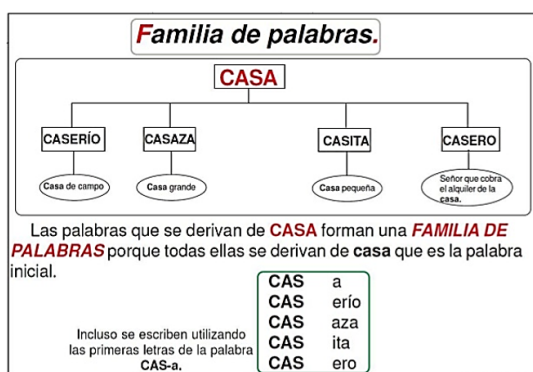 Familia de palabras.
CASA
CASERÍO CASAZA CASITA CASERO
Casa de campo
Casa grande
Casa pequeña
Señor que cobra
el alquiler de la
casa.
Las palabras que se derivan de CASA forman una FAMILIA DE
PALABRAS porque todas ellas se derivan de casa que es la palabra
inicial.
Incluso se escriben utilizando
las primeras letras de la palabra
CAS-a.
CAS a
CAS erío
CAS aza
CAS ita
CAS ero